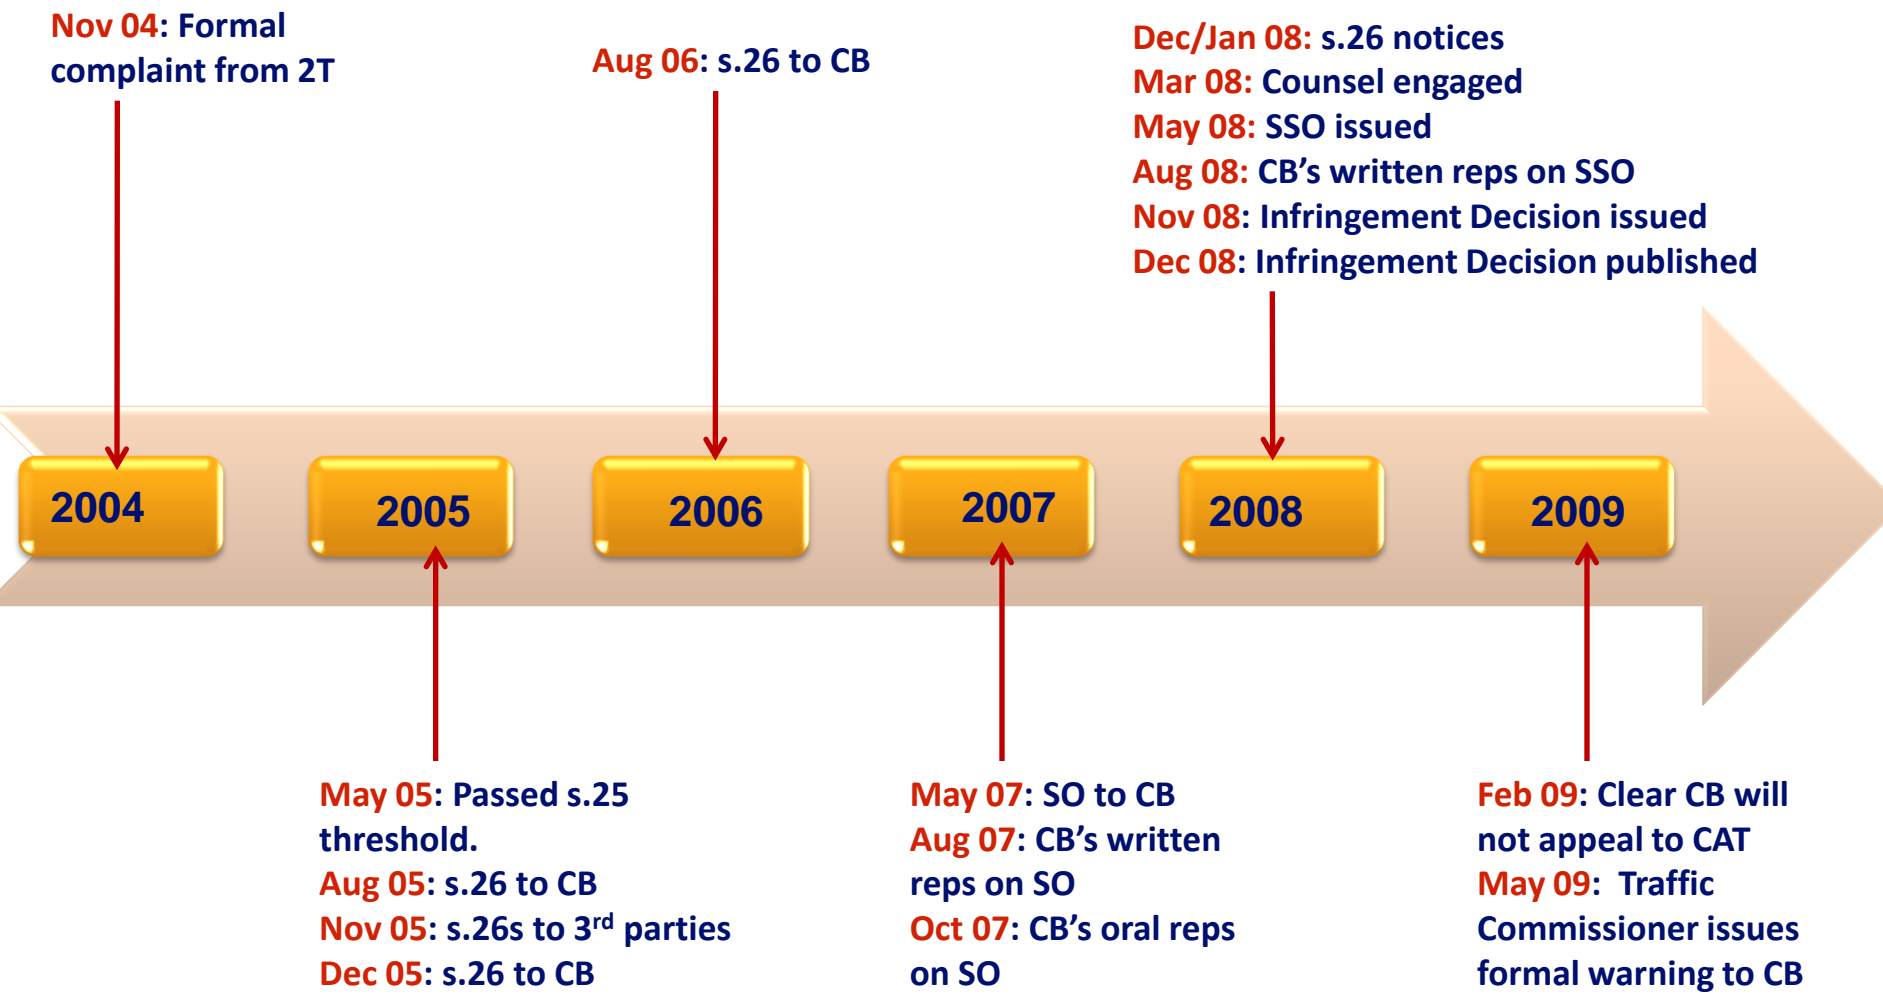 Nov 04: Formal
complaint from 2T
Aug 06: s.26 to CB
Dec/Jan 08: s.26 notices
Mar 08: Counsel engaged
May 08: SSO issued
Aug 08: CB’s written reps on SSO
Nov 08: Infringement Decision issued
Dec 08: Infringement Decision published
2004
2005
2006
2007
2008
2009
May 05: Passed s.25
threshold.
Aug 05: s.26 to CB
Nov 05: s.26s to 3rd parties
Dec 05: s.26 to CB
May 07: SO to CB
Aug 07: CB’s written
reps on SO
Oct 07: CB’s oral reps
on SO
Feb 09: Clear CB will
not appeal to CAT
May 09: Traffic
Commissioner issues
formal warning to CB